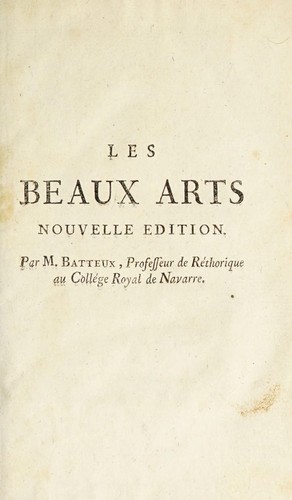 LES
BEAUX ARTS
NOUVELLE EDITION.
Par M. BATTEUX, Professeur de Réthorique
au Collége Royal de Navarre.